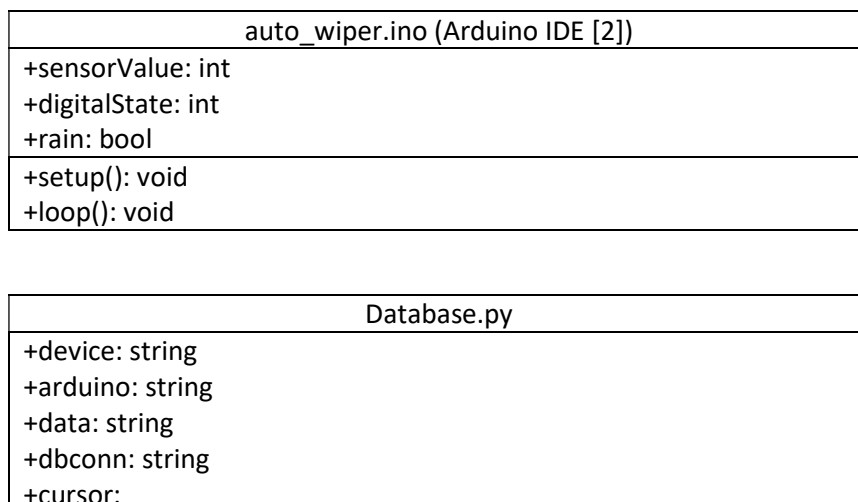 auto_wiper.ino (Arduino IDE [2])
+sensorValue: int
+digitalState: int
+rain: bool
+setup(): void
+loop(): void
Database.py
+device: string
+arduino: string
+data: string
+dbconn: string
+cursor: